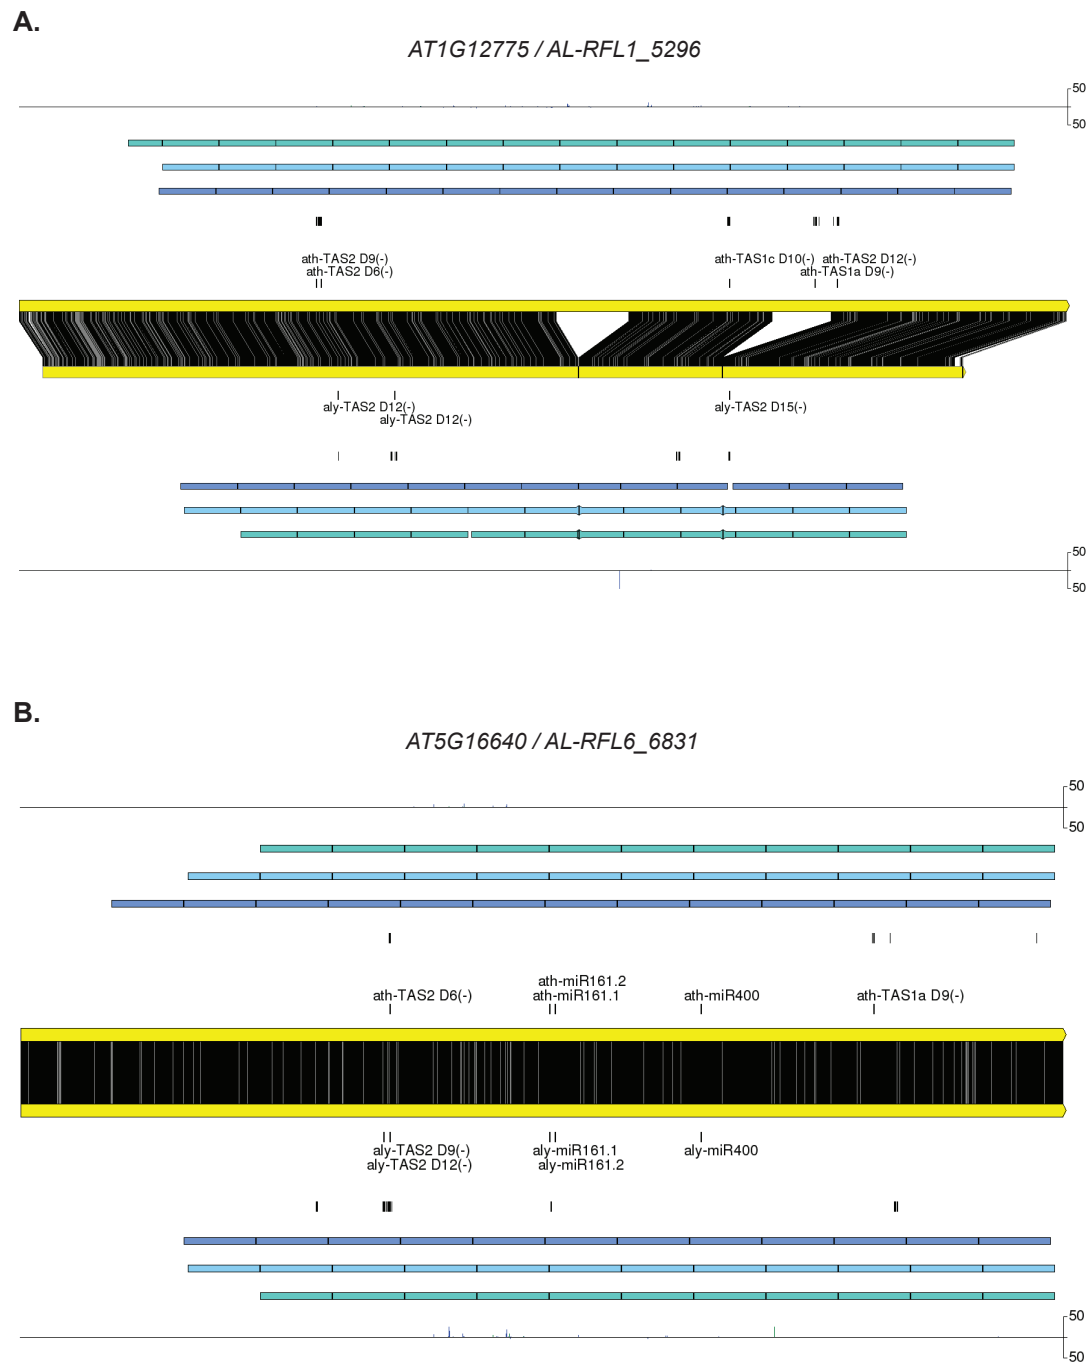 A.
AT1G12775 / AL-RFL1_5296
50
50
ath-TAS2 D9(-)
ath-TAS2 D6(-)
ath-TAS1c D10(-) ath-TAS2 D12(-)
ath-TAS1a D9(-)
aly-TAS2 D12(-)
aly-TAS2 D12(-)
aly-TAS2 D15(-)
50
50
B.
AT5G16640 / AL-RFL6_6831
50
50
ath-miR161.2
ath-TAS2 D6(-) ath-miR161.1 ath-miR400 ath-TAS1a D9(-)
aly-TAS2 D9(-) aly-miR161.1 aly-miR400
aly-TAS2 D12(-) aly-miR161.2
50
50